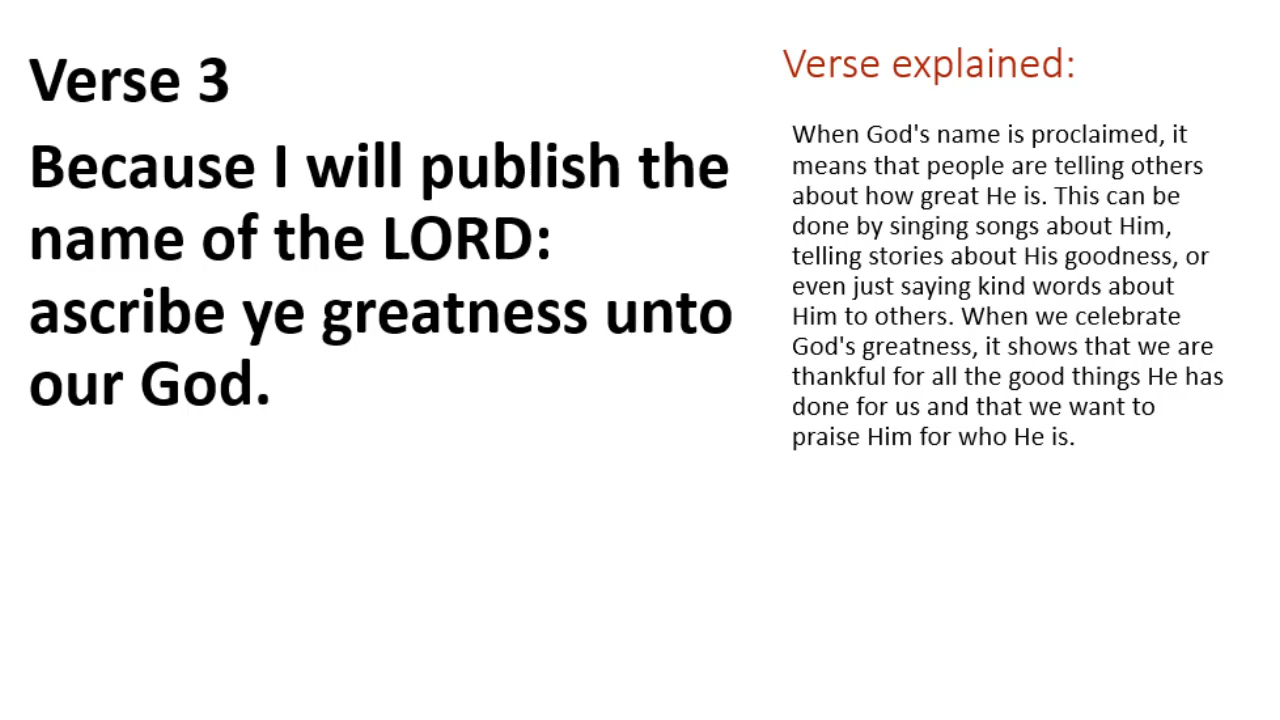 Verse 3
Because I will publish the
name of the LORD:
ascribe ye greatness unto
our God.
Verse explained:
When God's name is proclaimed, it
means that people are telling others
about how great He is. This can be
done by singing songs about Him,
telling stories about His goodness, or
even just saying kind words about
Him to others. When we celebrate
God's greatness, it shows that we are
thankful for all the good things He has
done for us and that we want to
praise Him for who He is.